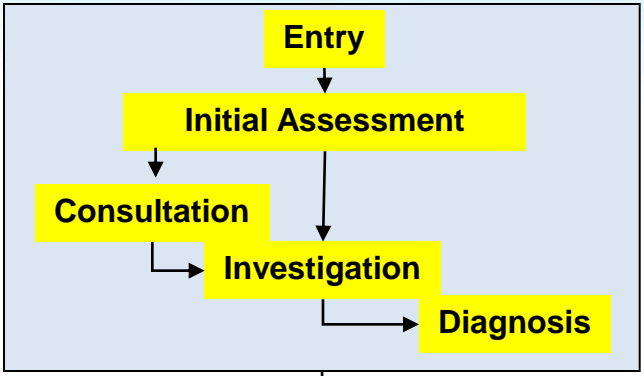 Entry
Initial Assessment
Consultation
Investigation
Diagnosis